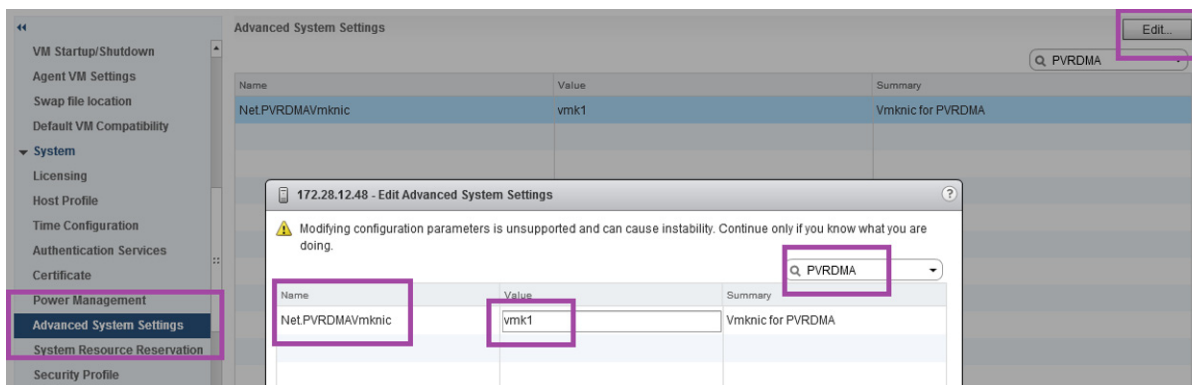 VM Startup/Shutdown
Agent VM Settings
Swap file location
Default VM Compatibility
System
Licensing
Host Profile
Time Configuration
Authentication Services
Certificate
Power Management
Advanced System Settings
System Resource Reservation
Security Profile
Advanced System Settings
Edit...
PVRDMA
Name Value Summary
Net.PVRDMAVmknic vmk1 Vmknic for PVRDMA
172.28.12.48 - Edit Advanced System Settings
?
Modifying configuration parameters is unsupported and can cause instability. Continue only if you know what you are
doing.
PVRDMA
Name Value Summary
Net.PVRDMAVmknic vmk1 Vmknic for PVRDMA